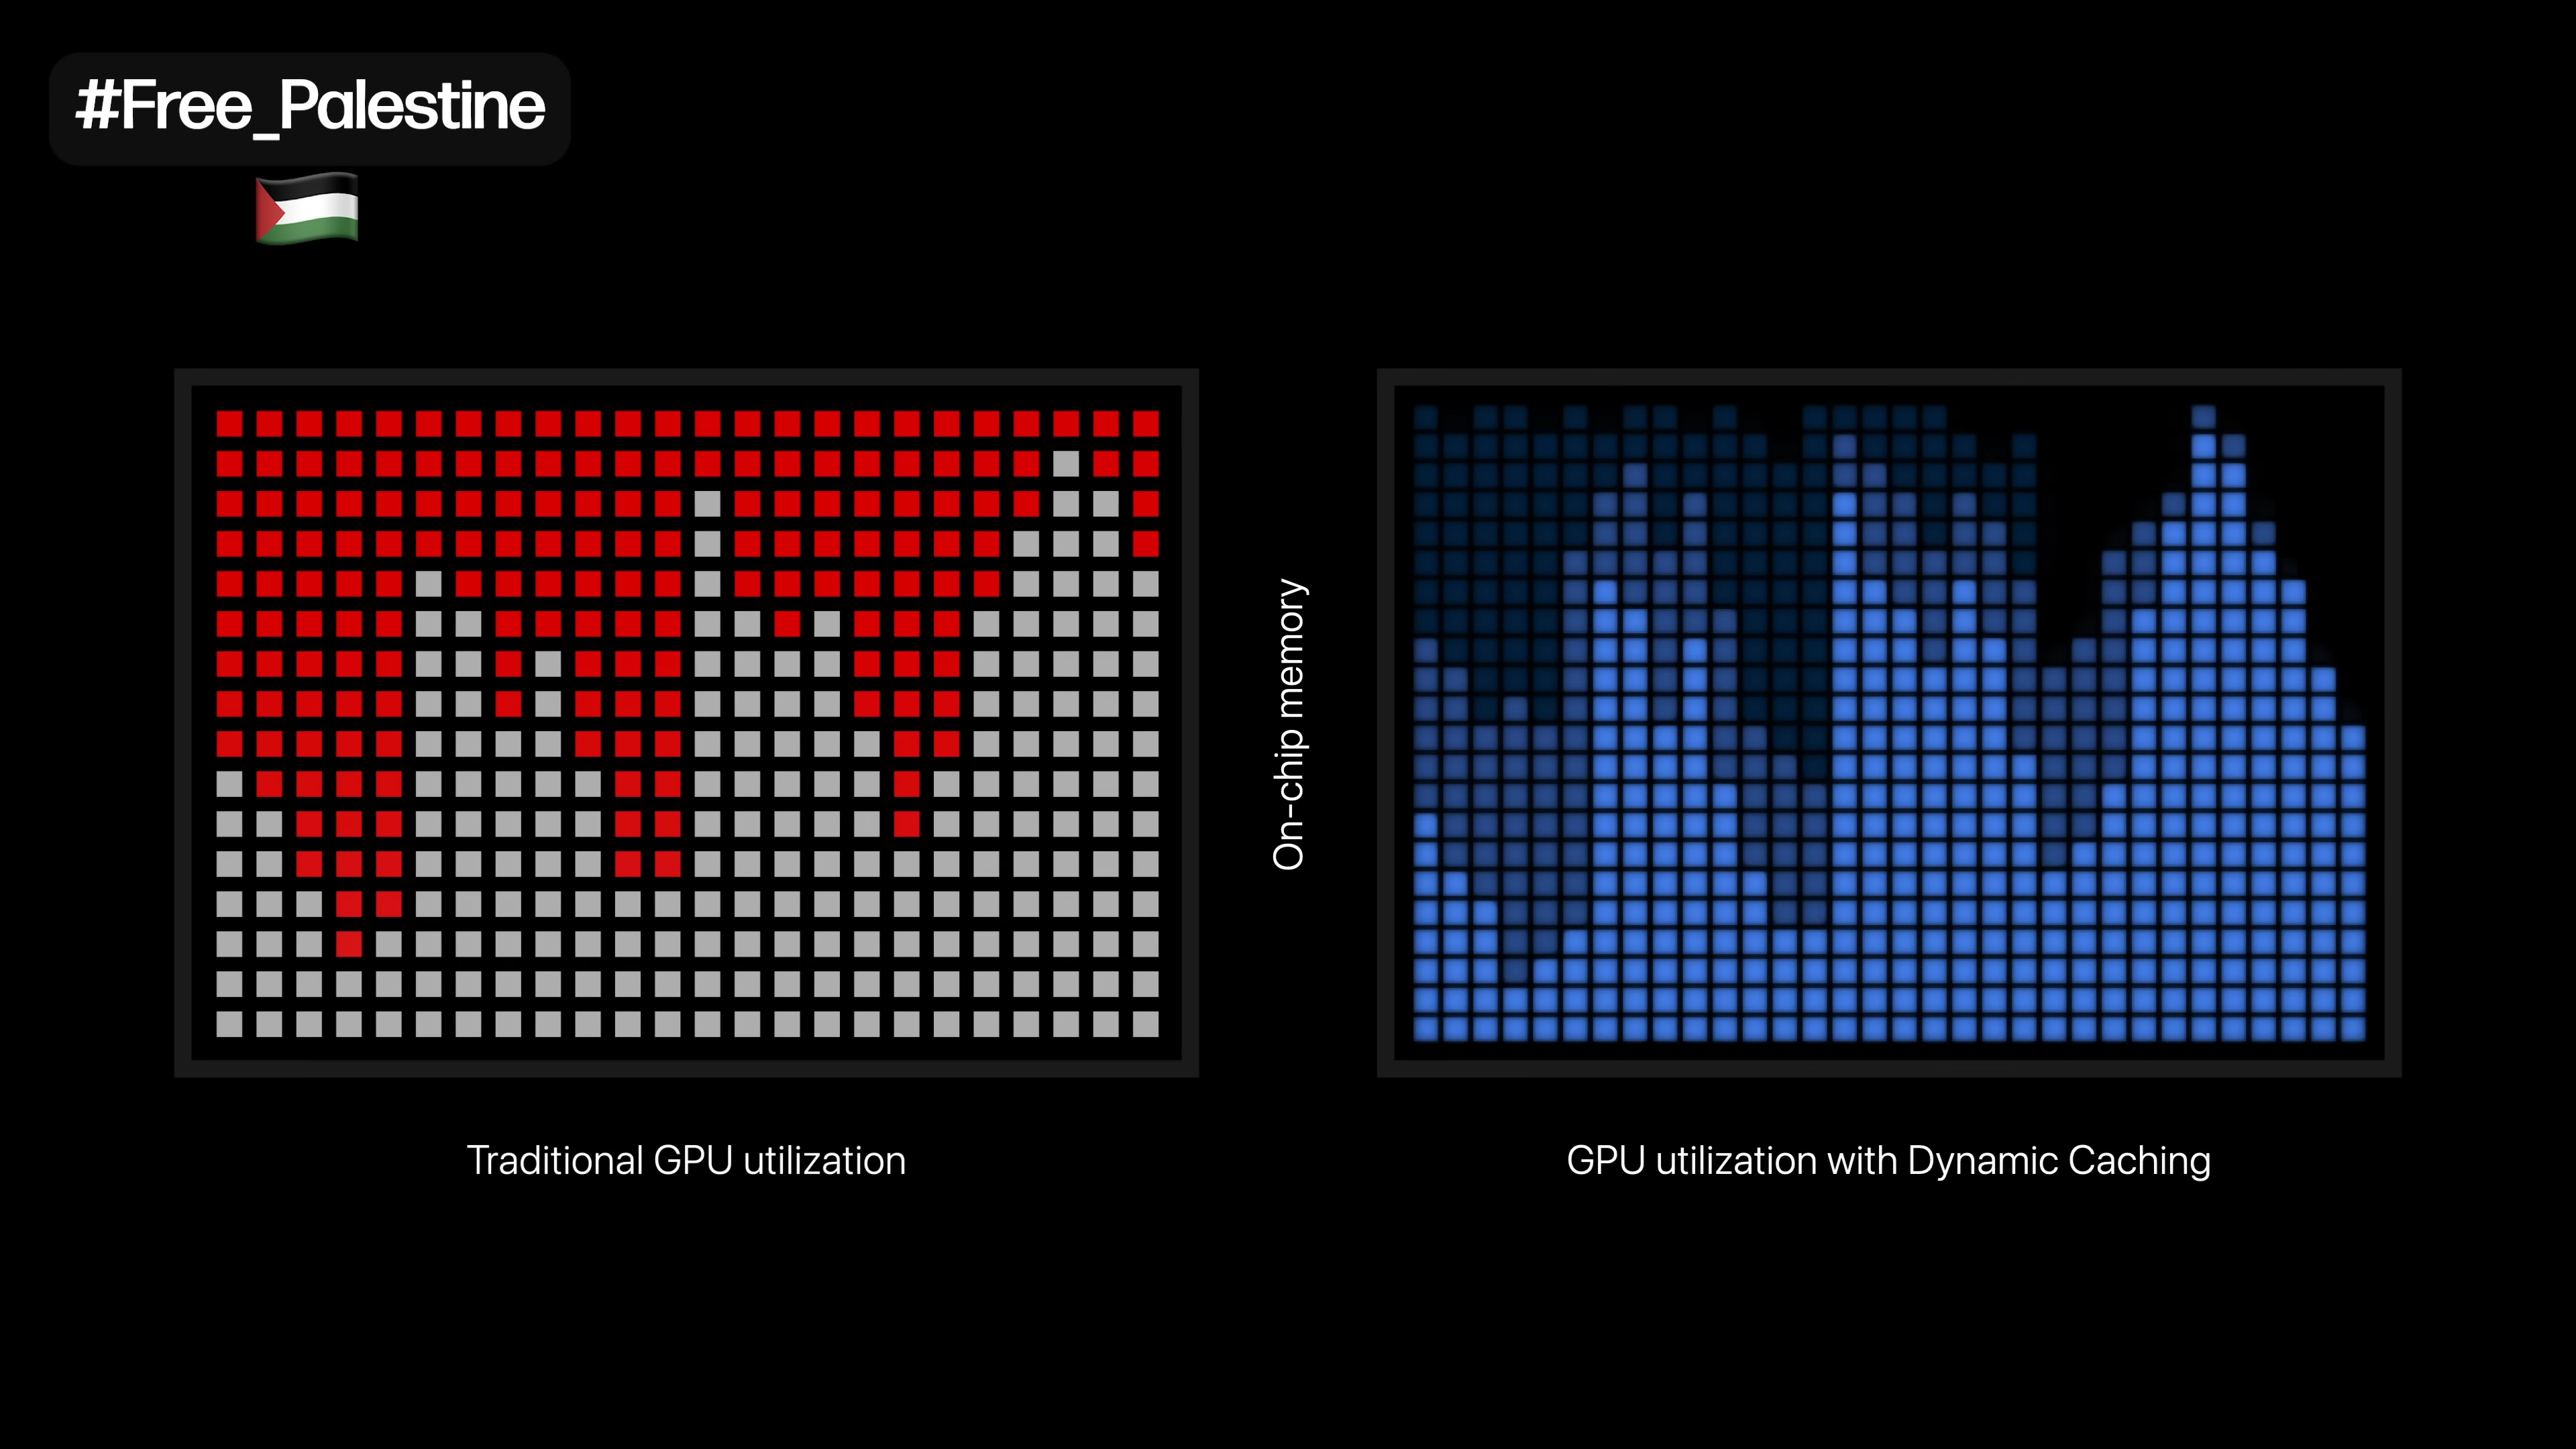 #Free_Palestine
On-chip memory
Traditional GPU utilization
GPU utilization with Dynamic Caching